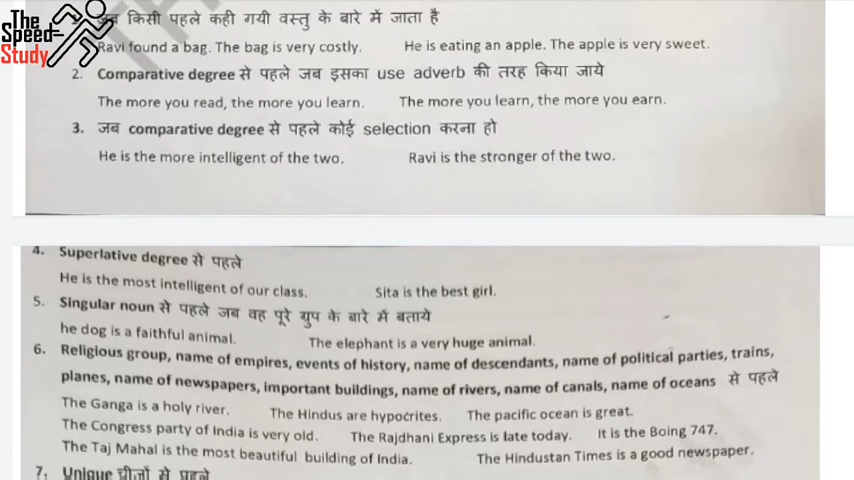 The
Speed
Study
जब किसी पहले कही गयी वस्तु के बारे में जाता है
Ravi found a bag. The bag is very costly. He is eating an apple. The apple is very sweet.
2. Comparative degree से पहले जब इसका use adverb की तरह किया जाये
The more you read, the more you learn. The more you learn, the more you earn.
3. जब comparative degree से पहले कोई selection करना हो
He is the more intelligent of the two. Ravi is the stronger of the two.
4. Superlative degree से पहले
He is the most intelligent of our class. Sita is the best girl.
5. Singular noun से पहले जब वह पूरे ग्रुप के बारे में बताये
he dog is a faithful animal. The elephant is a very huge animal.
6. Religious group, name of empires, events of history, name of descendants, name of political parties, trains,
planes, name of newspapers, important buildings, name of rivers, name of canals, name of oceans से पहले
The Ganga is a holy river. The Hindus are hypocrites. The pacific ocean is great.
The Congress party of India is very old. The Rajdhani Express is late today. It is the Boing 747.
The Taj Mahal is the most beautiful building of India. The Hindustan Times is a good newspaper.
7. Unique चीज़ों से पहले